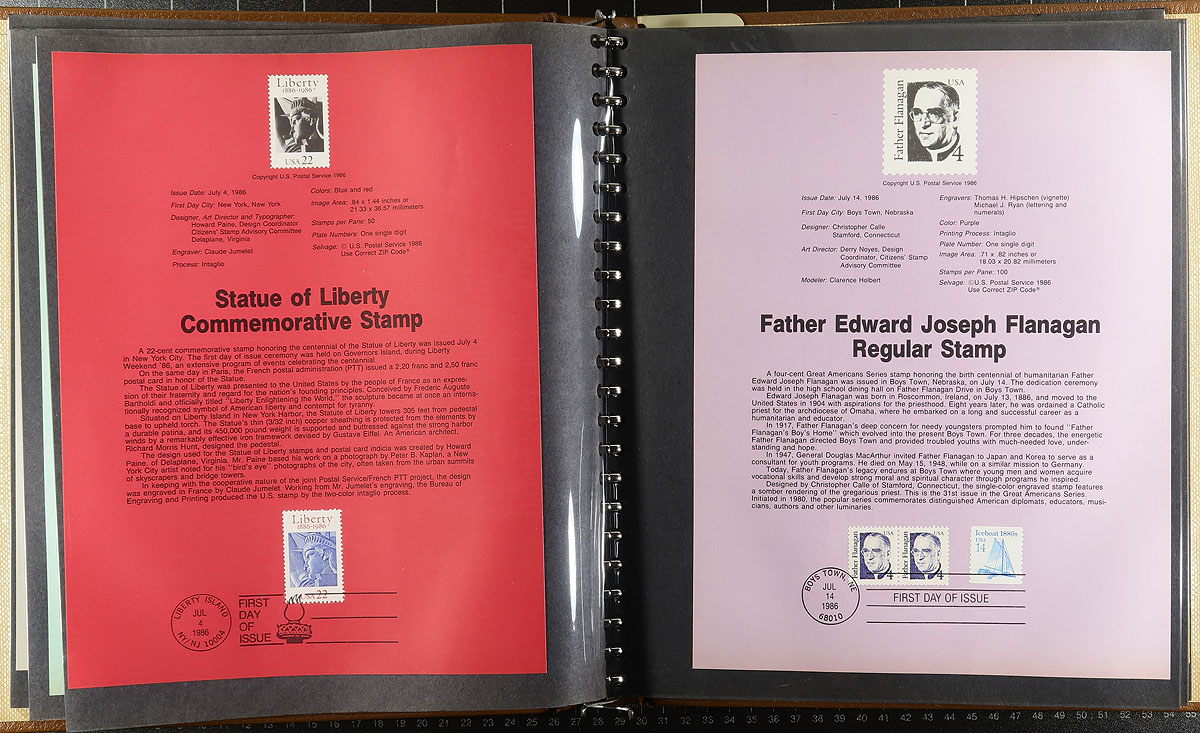 Liberty
1886-1986
USA 22
Copyright U.S. Postal Service 1986
Issue Date: July 4, 1986
First Day City: New York, New York
Designer, Art Director and Typographer:
Howard Paine, Design Coordinator
Citizens' Stamp Advisory Committee
Delaplane, Virginia
Engraver: Claude Jumelet
Process: Intaglio
Colors: Blue and red
Image Area: .84 x 1.44 inches or
21.33 x 36.57 millimeters
Stamps per Pane: 50
Plate Numbers: One single digit
Selvage: © U.S. Postal Service 1986
Use Correct ZIP Code®
Statue of Liberty
Commemorative Stamp
A 22-cent commemorative stamp honoring the centennial of the Statue of Liberty was issued July 4
in New York City. The first day of issue ceremony was held on Governors Island, during Liberty
Weekend '86, an extensive program of events celebrating the centennial.
On the same day in Paris, the French postal administration (PTT) issued a 2,20 franc and 2,50 franc
postal card in honor of the Statue.
The Statue of Liberty was presented to the United States by the people of France as an expres-
sion of their fraternity and regard for the nation's founding principles. Conceived by Frederic Auguste
Bartholdi and officially titled "Liberty Enlightening the World," the sculpture became at once an interna-
tionally recognized symbol of American liberty and contempt for tyranny.
Situated on Liberty Island in New York Harbor, the Statute of Liberty towers 305 feet from pedestal
base to upheld torch. The Statue's thin (3/32 inch) copper sheathing is protected from the elements by
a durable patina, and its 450,000 pound weight is supported and buttressed against the strong harbor
winds by a remarkably effective iron framework devised by Gustave Eiffel. An American architect,
Richard Morris Hunt, designed the pedestal.
The design used for the Statue of Liberty stamps and postal card indicia was created by Howard
Paine, of Delaplane, Virginia. Mr. Paine based his work on a photograph by Peter B. Kaplan, a New
York City artist noted for his "bird's eye" photographs of the city, often taken from the urban summits
of skyscrapers and bridge towers.
In keeping with the cooperative nature of the joint Postal Service/French PTT project, the design
was engraved in France by Claude Jumelet. Working from Mr. Jumelet's engraving, the Bureau of
Engraving and Printing produced the U.S. stamp by the two-color intaglio process.
Liberty
1886-1986
USA 22
LIBERTY ISLAND
JUL
4
1986
NY/NJ 10004
FIRST
DAY
OF
ISSUE
Father Flanagan
USA
4
Copyright U.S. Postal Service 1986
Issue Date: July 14, 1986
First Day City: Boys Town, Nebraska
Designer: Christopher Calle
Stamford, Connecticut
Art Director: Derry Noyes, Design
Coordinator, Citizens' Stamp
Advisory Committee
Modeler: Clarence Holbert
Engravers: Thomas H. Hipschen (vignette)
Michael J. Ryan (lettering and
numerals)
Color: Purple
Printing Process: Intaglio
Plate Number: One single digit
Image Area: .71 x .82 inches or
18.03 x 20.82 millimeters
Stamps per Pane: 100
Selvage: ©U.S. Postal Service 1986
Use Correct ZIP Code®
Father Edward Joseph Flanagan
Regular Stamp
A four-cent Great Americans Series stamp honoring the birth centennial of humanitarian Father
Edward Joseph Flanagan was issued in Boys Town, Nebraska, on July 14. The dedication ceremony
was held in the high school dining hall on Father Flanagan Drive in Boys Town.
Edward Joseph Flanagan was born in Roscommon, Ireland, on July 13, 1886, and moved to the
United States in 1904 with aspirations for the priesthood. Eight years later, he was ordained a Catholic
priest for the archdiocese of Omaha, where he embarked on a long and successful career as a
humanitarian and educator.
In 1917, Father Flanagan's deep concern for needy youngsters prompted him to found "Father
Flanagan's Boy's Home" which evolved into the present Boys Town. For three decades, the energetic
Father Flanagan directed Boys Town and provided troubled youths with much-needed love, under-
standing and hope.
In 1947, General Douglas MacArthur invited Father Flanagan to Japan and Korea to serve as a
consultant for youth programs. He died on May 15, 1948, while on a similar mission to Germany.
Today, Father Flanagan's legacy endures at Boys Town where young men and women acquire
vocational skills and develop strong moral and spiritual character through programs he inspired.
Designed by Christopher Calle of Stamford, Connecticut, the single-color engraved stamp features
a somber rendering of the gregarious priest. This is the 31st issue in the Great Americans Series.
Initiated in 1980, the popular series commemorates distinguished American diplomats, educators, musi-
cians, authors and other luminaries.
Father Flanagan
USA
4
Father Flanagan
USA
4
Iceboat 1880s
USA
14
BOYS TOWN, NE
JUL
14
1986
68010
FIRST DAY OF ISSUE